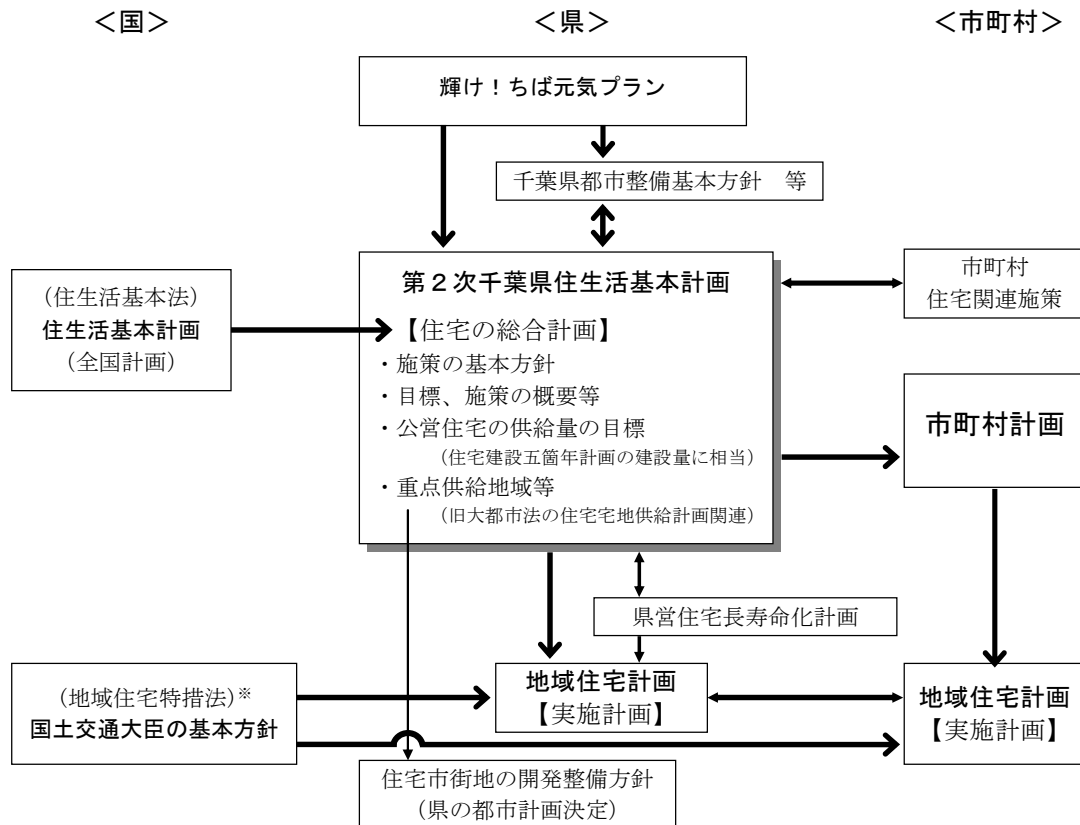 ＜国＞
＜県＞
＜市町村＞
輝け！ちば元気プラン
千葉県都市整備基本方針　等
第２次千葉県住生活基本計画
【住宅の総合計画】
・施策の基本方針
・目標、施策の概要等
・公営住宅の供給量の目標
（住宅建設五箇年計画の建設量に相当）
・重点供給地域等
（旧大都市法の住宅宅地供給計画関連）
（住生活基本法）
住生活基本計画
（全国計画）
市町村
住宅関連施策
市町村計画
県営住宅長寿命化計画
（地域住宅特措法）※
国土交通大臣の基本方針
地域住宅計画
【実施計画】
地域住宅計画
【実施計画】
住宅市街地の開発整備方針
（県の都市計画決定）